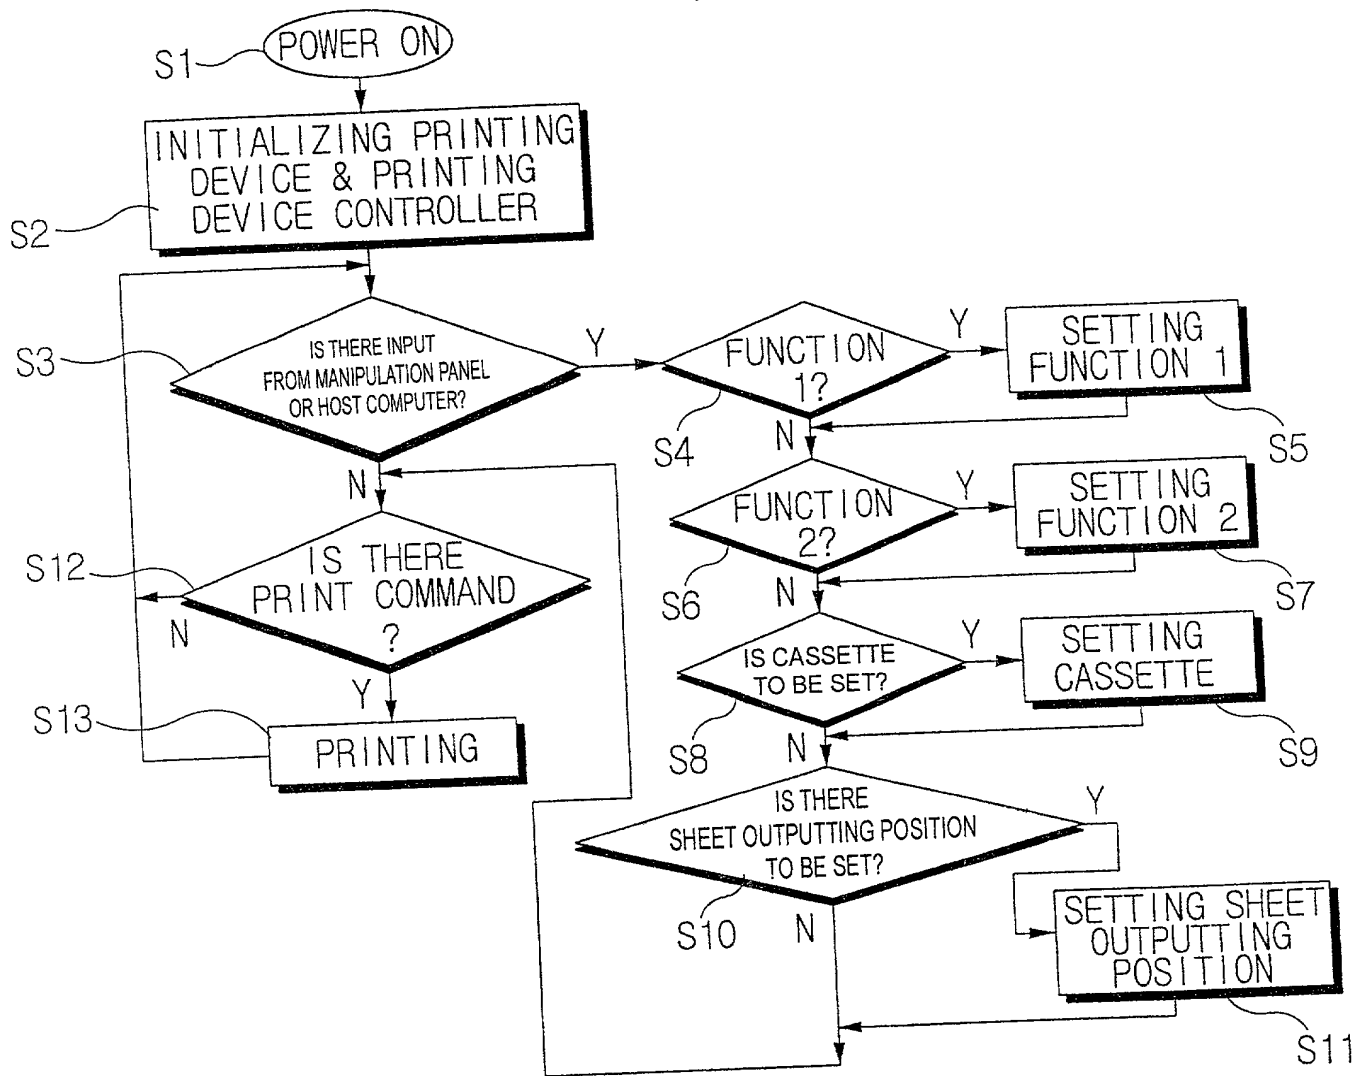 S1
POWER ON
S2
INITIALIZING PRINTING
DEVICE & PRINTING
DEVICE CONTROLLER
S3
IS THERE INPUT
FROM MANIPULATION PANEL
OR HOST COMPUTER?
Y
N
S4
FUNCTION
1?
Y
N
SETTING
FUNCTION 1
S5
S6
FUNCTION
2?
Y
N
SETTING
FUNCTION 2
S7
S8
IS CASSETTE
TO BE SET?
Y
N
SETTING
CASSETTE
S9
S10
IS THERE
SHEET OUTPUTTING POSITION
TO BE SET?
Y
N
SETTING SHEET
OUTPUTTING
POSITION
S11
S12
IS THERE
PRINT COMMAND
?
N
Y
S13
PRINTING